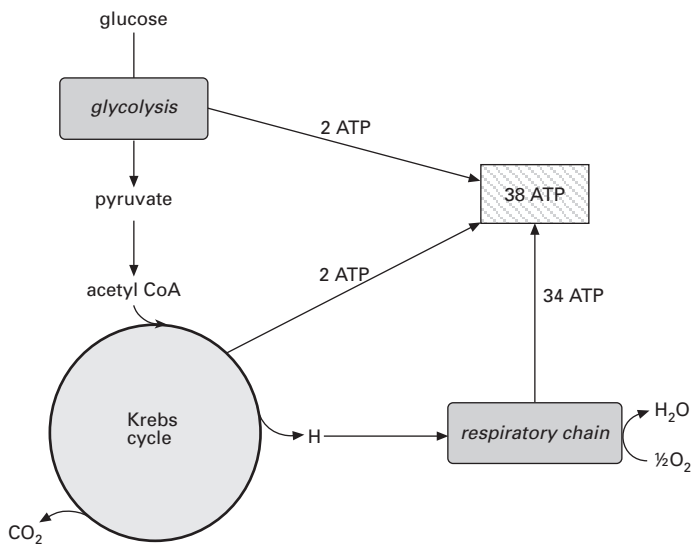 glucose
glycolysis
2 ATP
pyruvate
38 ATP
acetyl CoA
2 ATP
34 ATP
Krebs
cycle
H
respiratory chain
H₂O
½O₂
CO₂